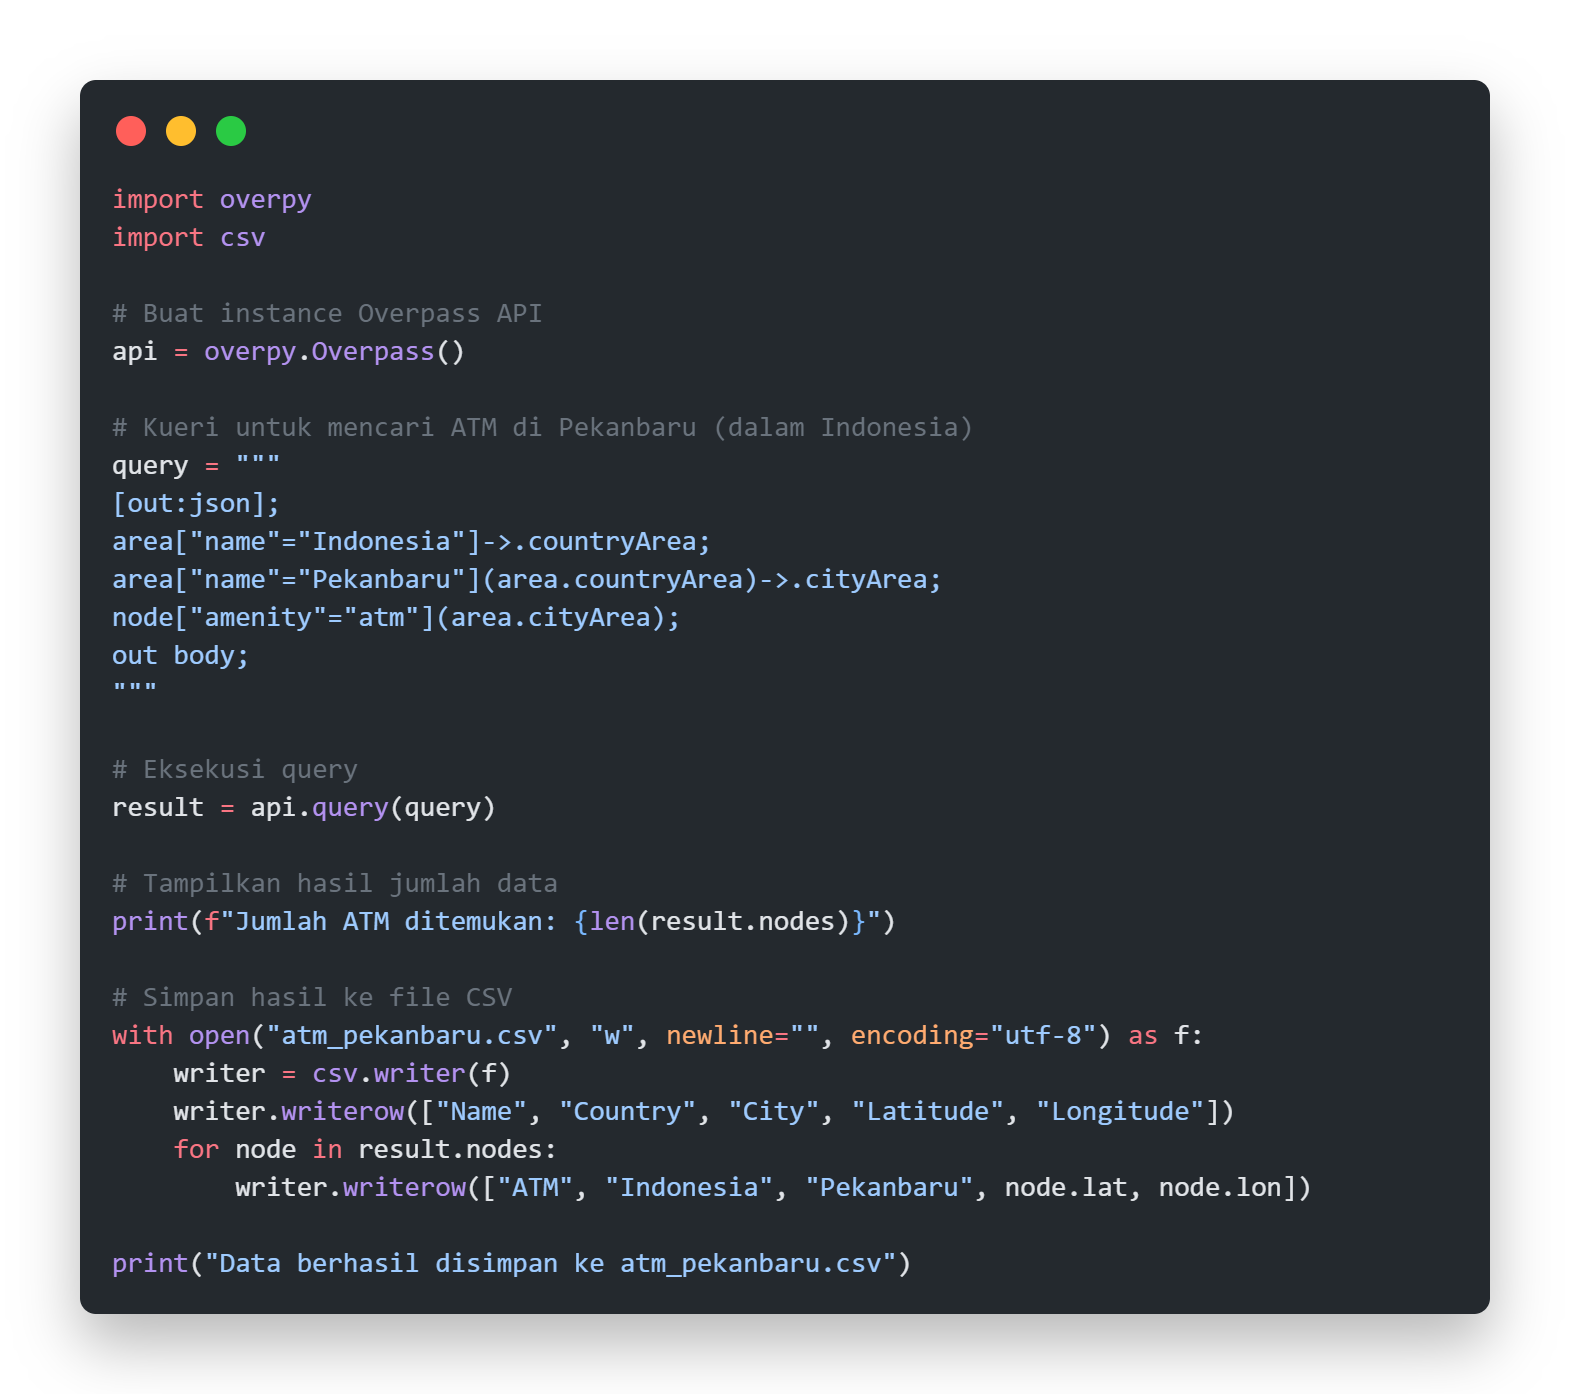 import overpy
import csv
# Buat instance Overpass API
api = overpy.Overpass()
# Kueri untuk mencari ATM di Pekanbaru (dalam Indonesia)
query = """
[out:json];
area["name"="Indonesia"]->.countryArea;
area["name"="Pekanbaru"](area.countryArea)->.cityArea;
node["amenity"="atm"](area.cityArea);
out body;
"""
# Eksekusi query
result = api.query(query)
# Tampilkan hasil jumlah data
print(f"Jumlah ATM ditemukan: {len(result.nodes)}")
# Simpan hasil ke file CSV
with open("atm_pekanbaru.csv", "w", newline="", encoding="utf-8") as f:
    writer = csv.writer(f)
    writer.writerow(["Name", "Country", "City", "Latitude", "Longitude"])
    for node in result.nodes:
        writer.writerow(["ATM", "Indonesia", "Pekanbaru", node.lat, node.lon])
print("Data berhasil disimpan ke atm_pekanbaru.csv")